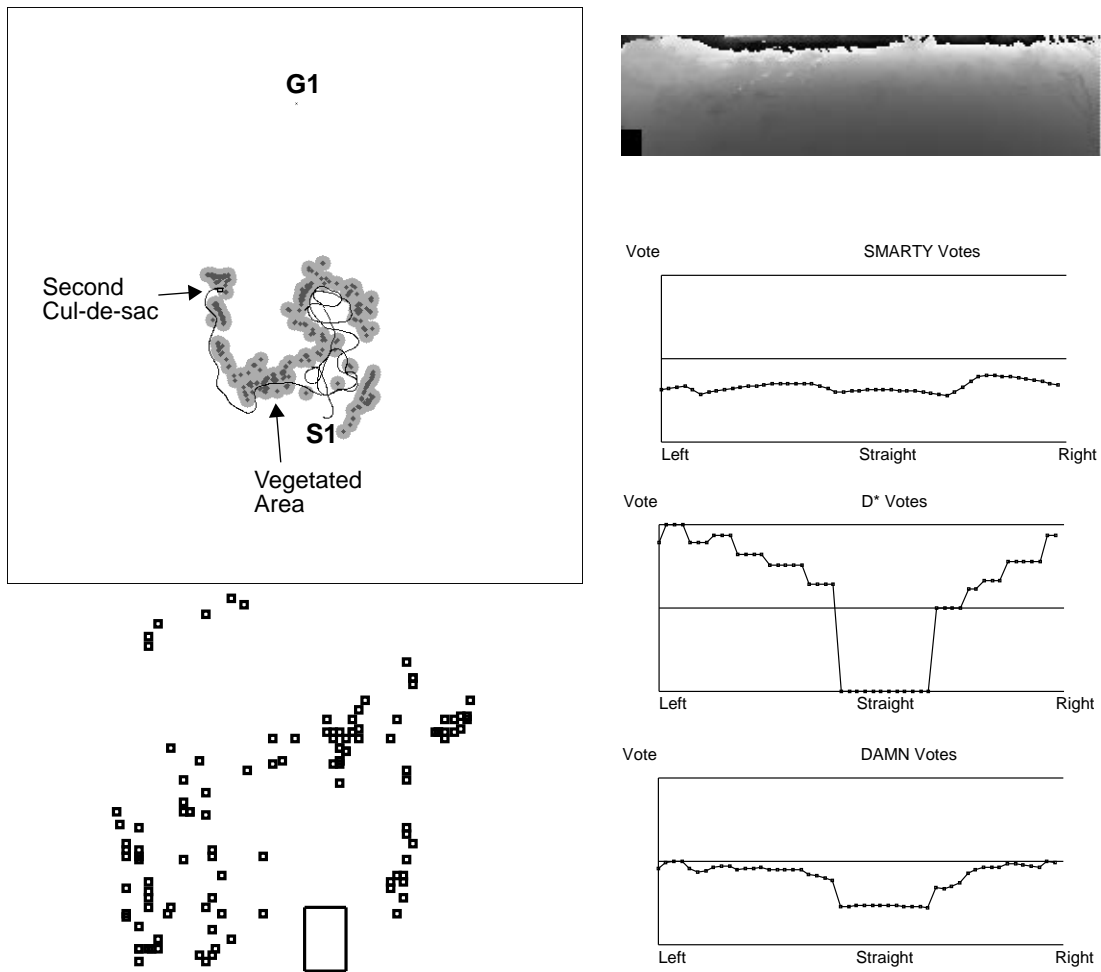 G1
Second
Cul-de-sac
S1
Vegetated
Area
Vote
SMARTY Votes
Left
Straight
Right
Vote
D* Votes
Left
Straight
Right
Vote
DAMN Votes
Left
Straight
Right